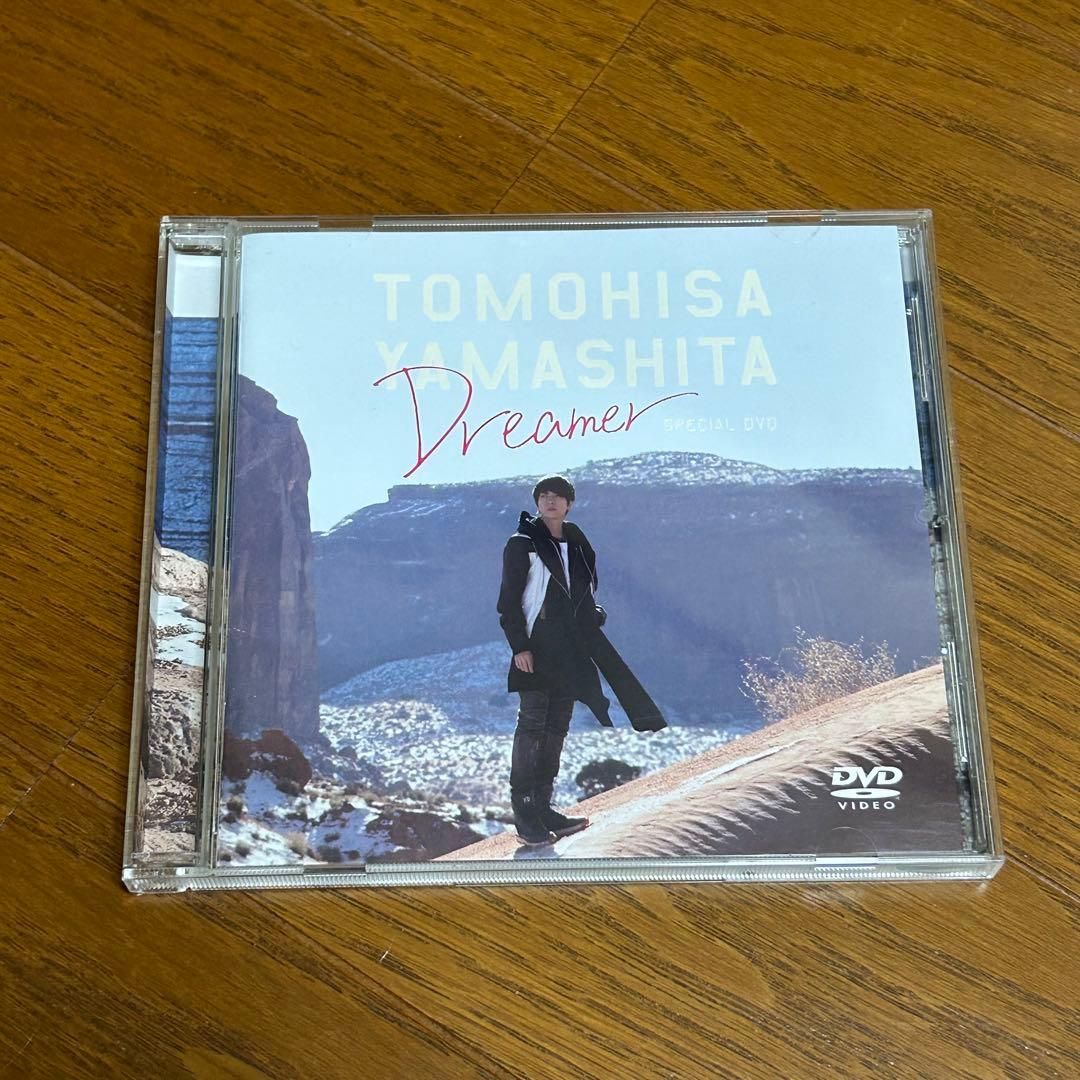 TOMOHISA
YAMASHITA
Dreamer
SPECIAL DVD
DVD
VIDEO